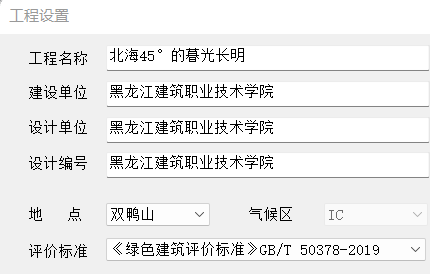 工程设置
工程名称 北海45°的暮光长明
建设单位 黑龙江建筑职业技术学院
设计单位 黑龙江建筑职业技术学院
设计编号 黑龙江建筑职业技术学院
地 点 双鸭山 气候区 IC
评价标准 《绿色建筑评价标准》GB/T 50378-2019